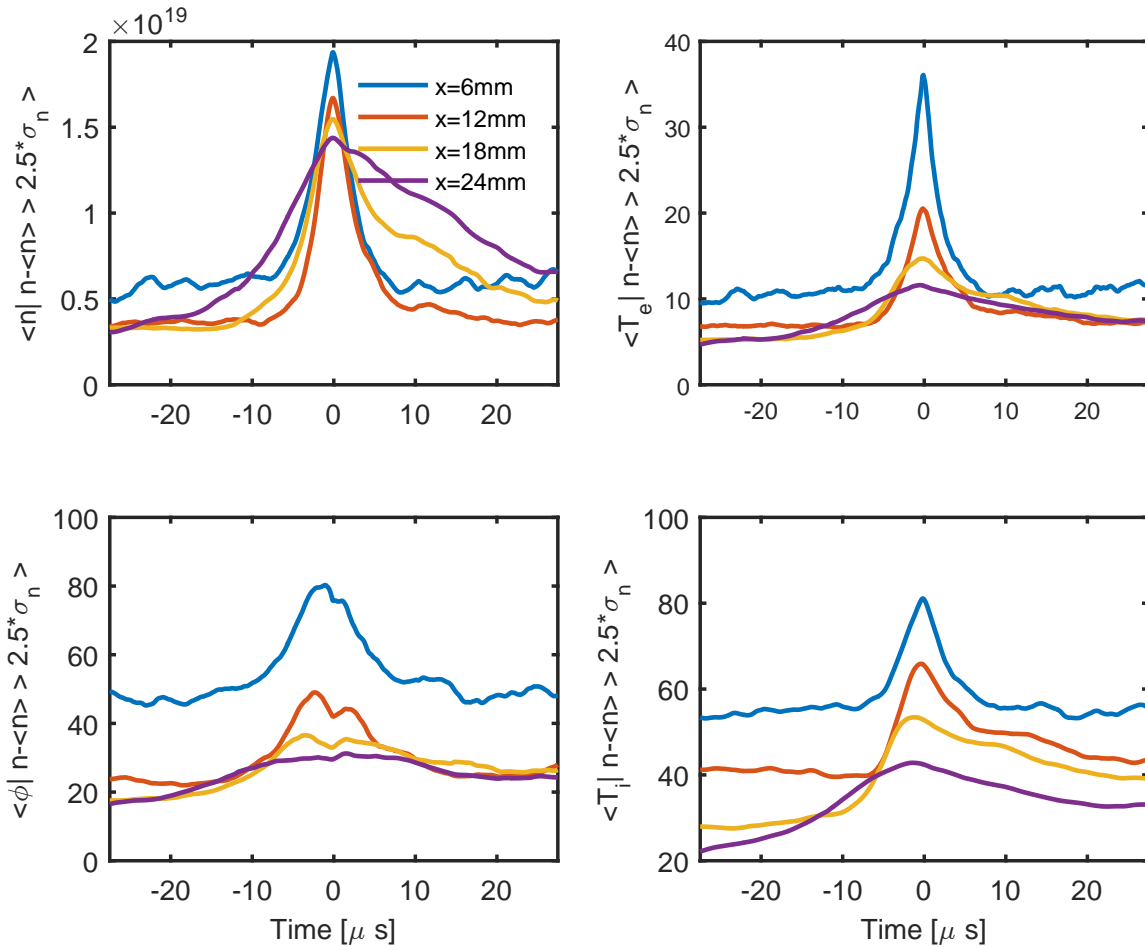 ×10^19
2
1.5
1
0.5
0
-20 -10 0 10 20
<n| n-<n> > 2.5*σ_n >
x=6mm
x=12mm
x=18mm
x=24mm
40
30
20
10
0
-20 -10 0 10 20
<T_e| n-<n> > 2.5*σ_n >
100
80
60
40
20
0
-20 -10 0 10 20
<ϕ| n-<n> > 2.5*σ_n >
Time [μ s]
100
80
60
40
20
-20 -10 0 10 20
<T_i| n-<n> > 2.5*σ_n >
Time [μ s]